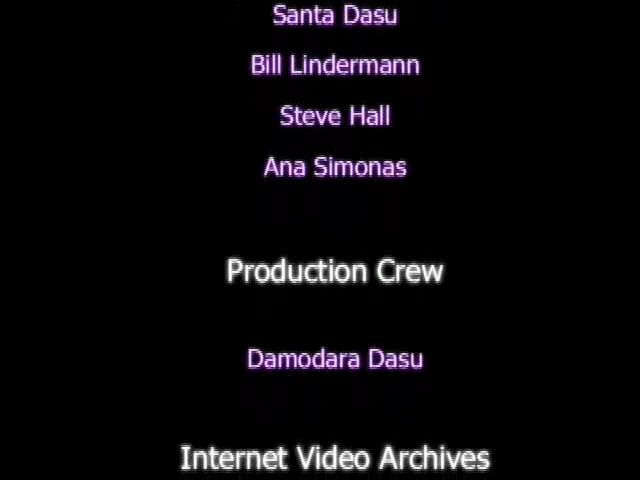 Santa Dasu
Bill Lindermann
Steve Hall
Ana Simonas
Production Crew
Damodara Dasu
Internet Video Archives